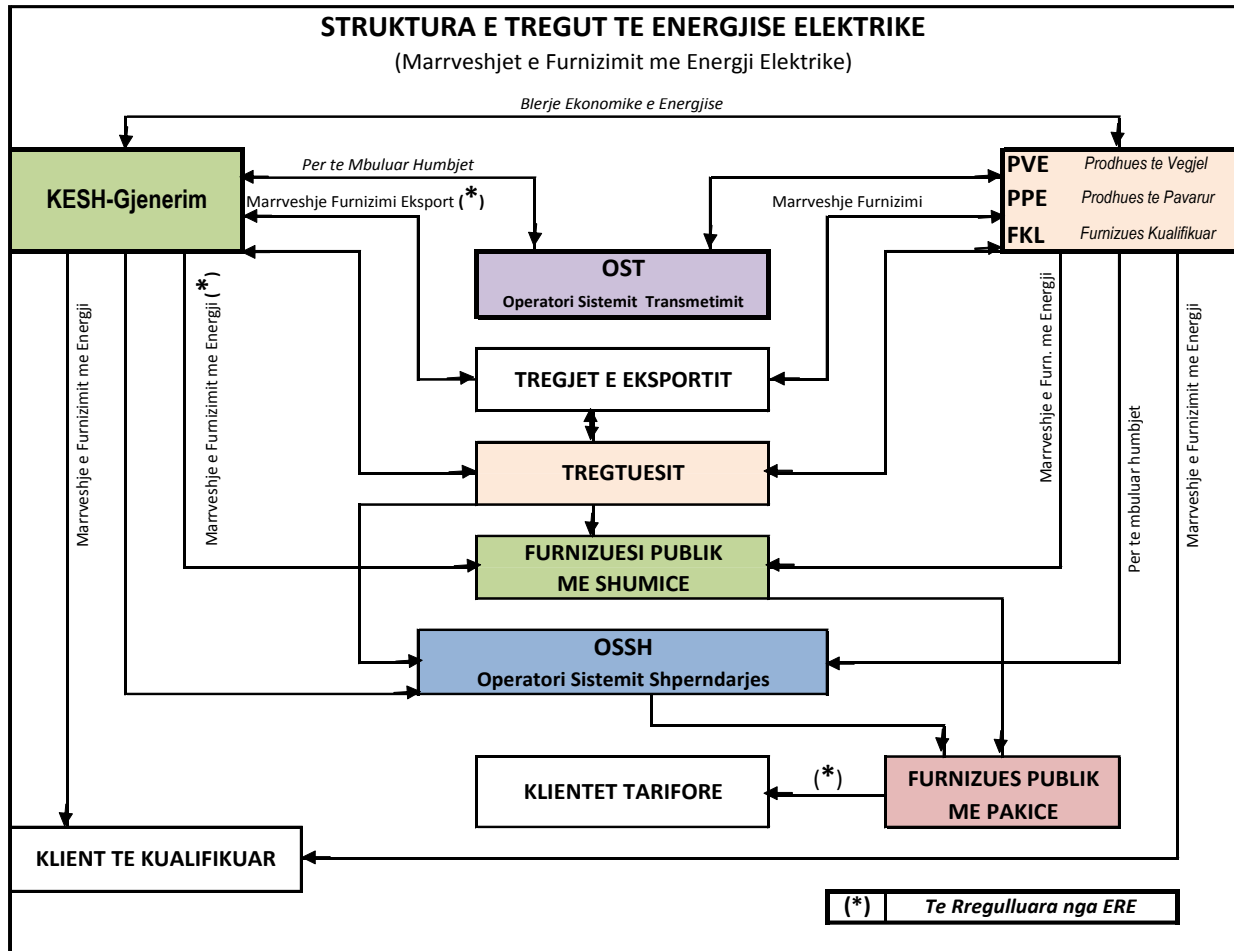 STRUKTURA E TREGUT TE ENERGJISE ELEKTRIKE
(Marrveshjet e Furnizimit me Energji Elektrike)
Blerje Ekonomike e Energjise
KESH-Gjenerim
Per te Mbuluar Humbjet
Marrveshje Furnizimi Eksport (*)
Marrveshje Furnizimi
PVE Prodhues te Vegjel
PPE Prodhues te Pavarur
FKL Furnizues Kualifikuar
OST
Operatori Sistemit Transmetimit
Marrveshje e Furnizimit me Energji
Marrveshje e Furnizimit me Energji (*)
Marrveshje e Furn. me Energji
Per te mbuluar humbjet
Marrveshje e Furnizimit me Energji
TREGJET E EKSPORTIT
TREGTUESIT
FURNIZUESI PUBLIK
ME SHUMICE
OSSH
Operatori Sistemit Shperndarjes
KLIENTET TARIFORE
(*)
FURNIZUES PUBLIK
ME PAKICE
KLIENT TE KUALIFIKUAR
(*) Te Rregulluara nga ERE